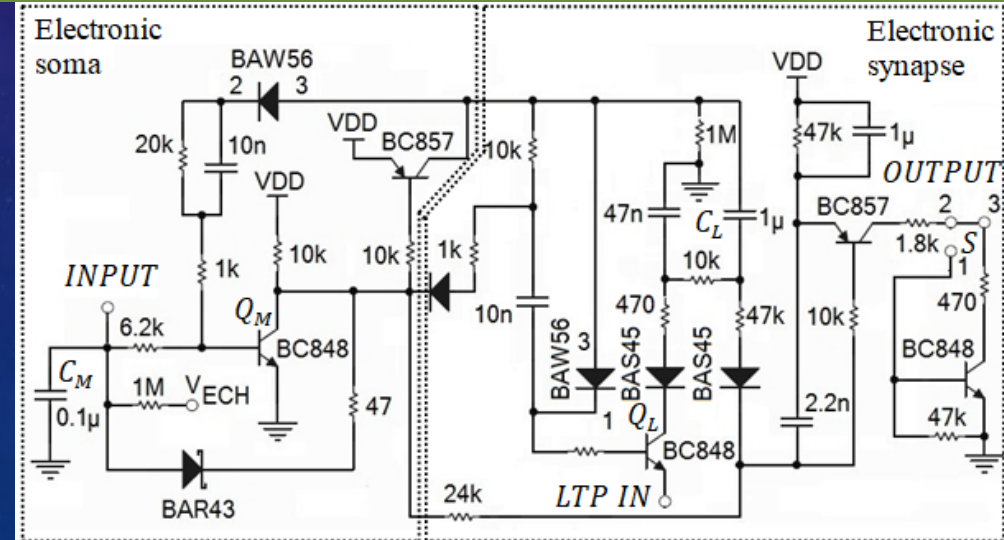 Electronic
soma
BAW56
2 3
20k
10n
VDD
BC857
VDD
10k
10k
1k
1k
INPUT
6.2k
Q_M
BC848
C_M
0.1µ
1M
V_ECH
47
BAR43
Electronic
synapse
VDD
10k
1M
47k
1µ
OUTPUT
47n
C_L
1µ
BC857
2 3
1.8k
S
1
10k
10n
470
47k
10k
470
BAW56
3
1
BAS45
BAS45
Q_L
BC848
2.2n
BC848
47k
LTP IN
24k